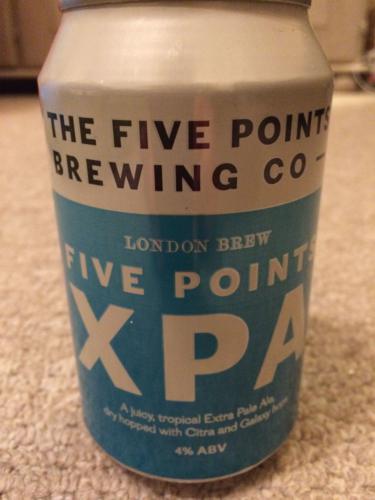 THE FIVE POINTS
BREWING CO —
LONDON BREW
FIVE POINTS
XPA
A juicy, tropical Extra Pale Ale,
dry hopped with Citra and Galaxy hops
4% ABV